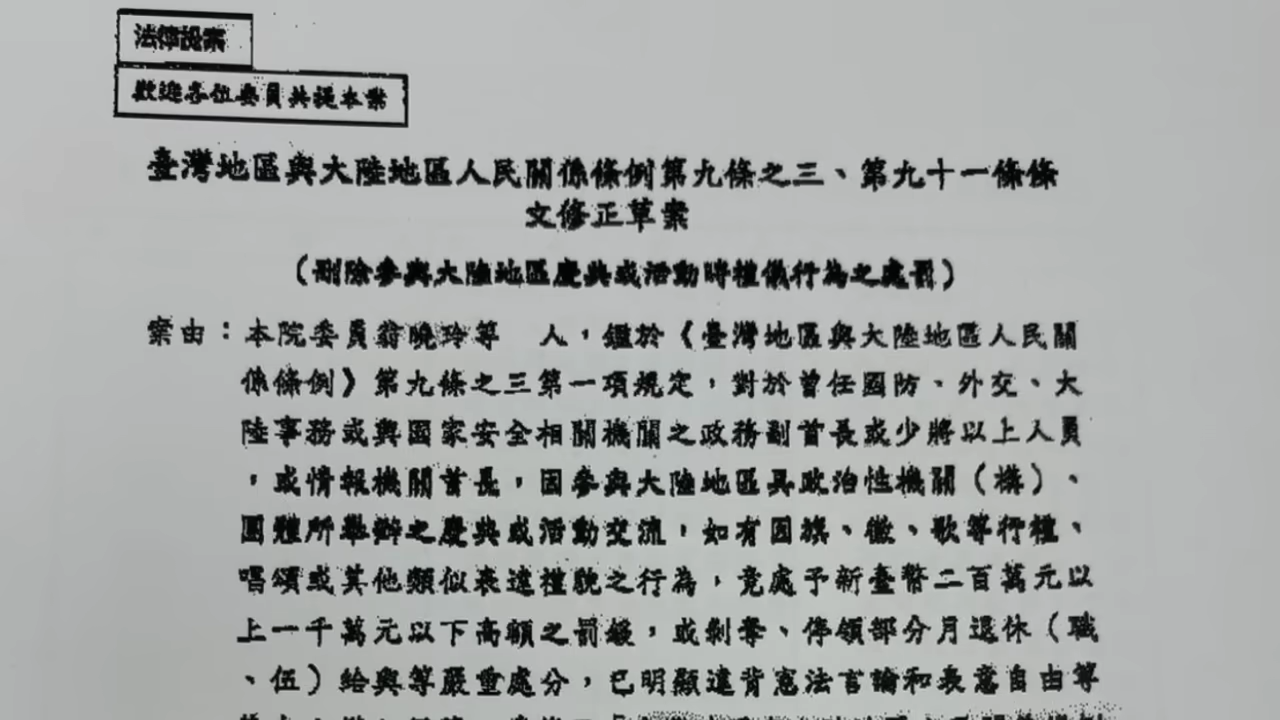 法律提案
歡迎各位委員共提本案
臺灣地區與大陸地區人民關係條例第九條之三、第九十一條條
文修正草案
(刪除參與大陸地區慶典或活動時禮儀行為之處罰)
案由：本院委員翁曉玲等　人，鑑於《臺灣地區與大陸地區人民關
係條例》第九條之三第一項規定，對於曾任國防、外交、大
陸事務或與國家安全相關機關之政務副首長或少將以上人員
，或情報機關首長，因參與大陸地區具政治性機關（構）、
團體所舉辦之慶典或活動交流，如有因旗、徽、歌等行禮、
唱頌或其他類似表達禮貌之行為，竟處予新臺幣二百萬元以
上一千萬元以下高額之罰鍰，或剝奪、停領部分月退休（職
、伍）給與等嚴重處分，已明顯違背憲法言論和表意自由等